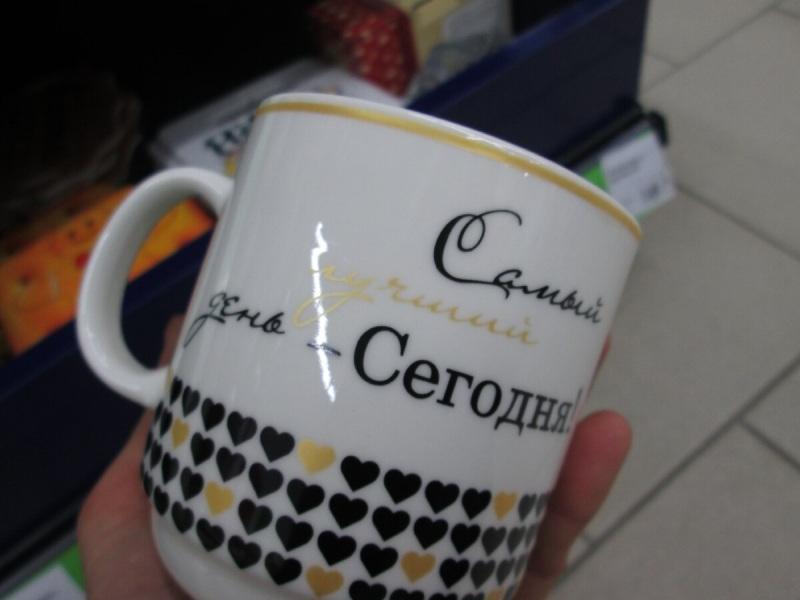 Самый
лучший
день – Сегодня!